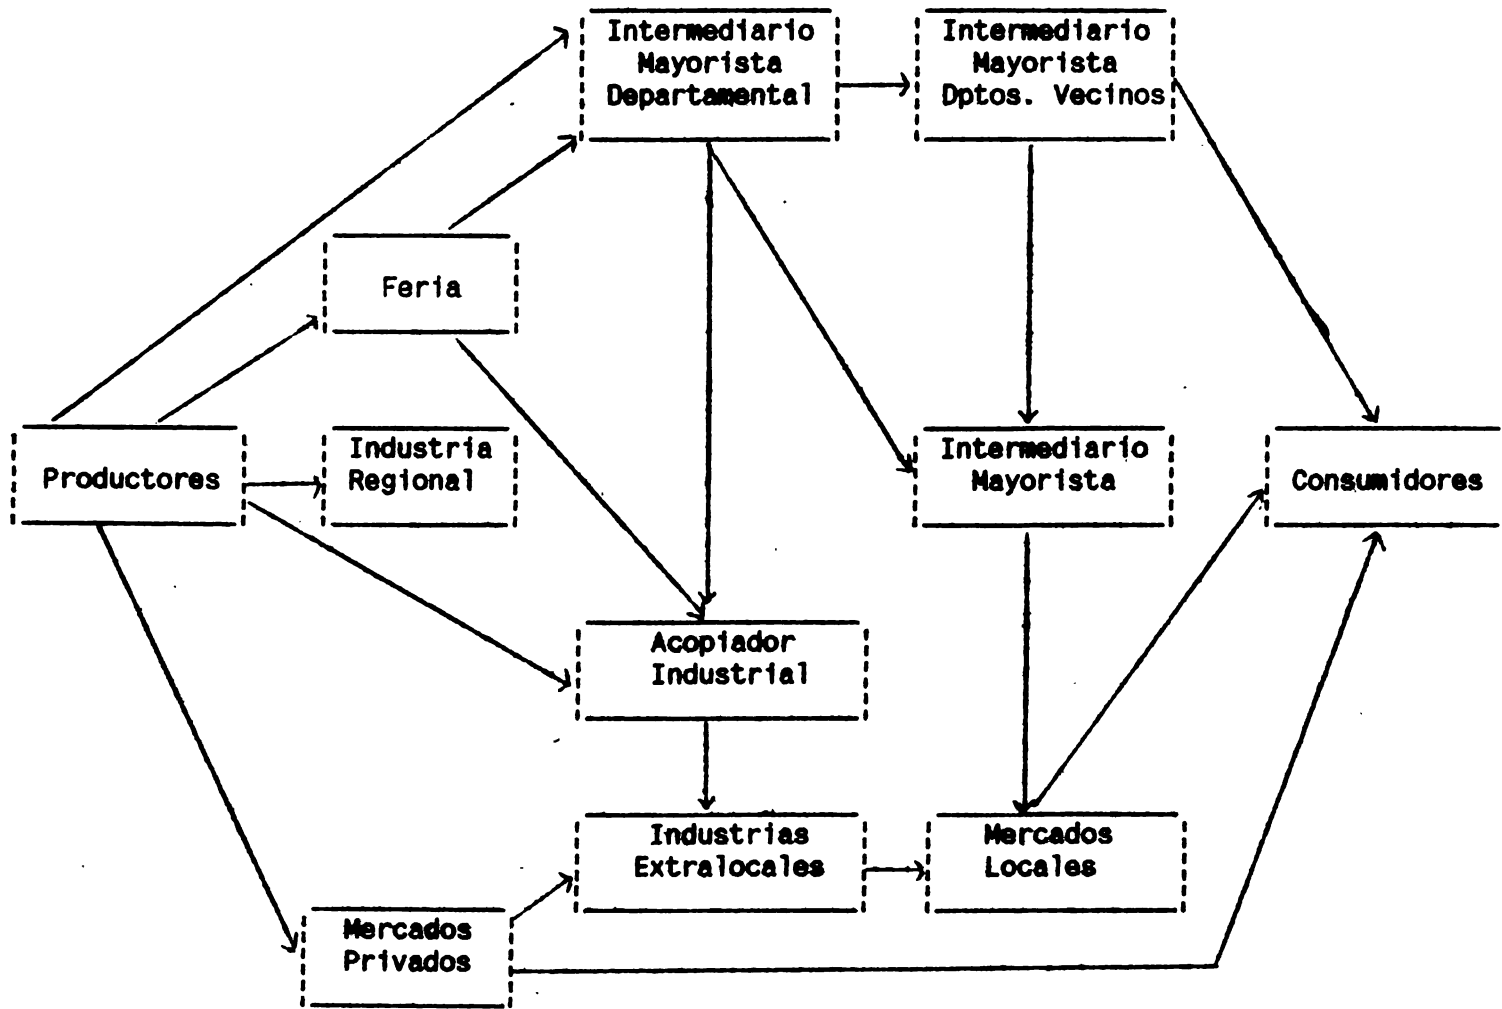 Intermediario
Mayorista
Departamental
Intermediario
Mayorista
Dptos. Vecinos
Feria
Productores
Industria
Regional
Intermediario
Mayorista
Consumidores
Acopiador
Industrial
Industrias
Extralocales
Mercados
Locales
Mercados
Privados